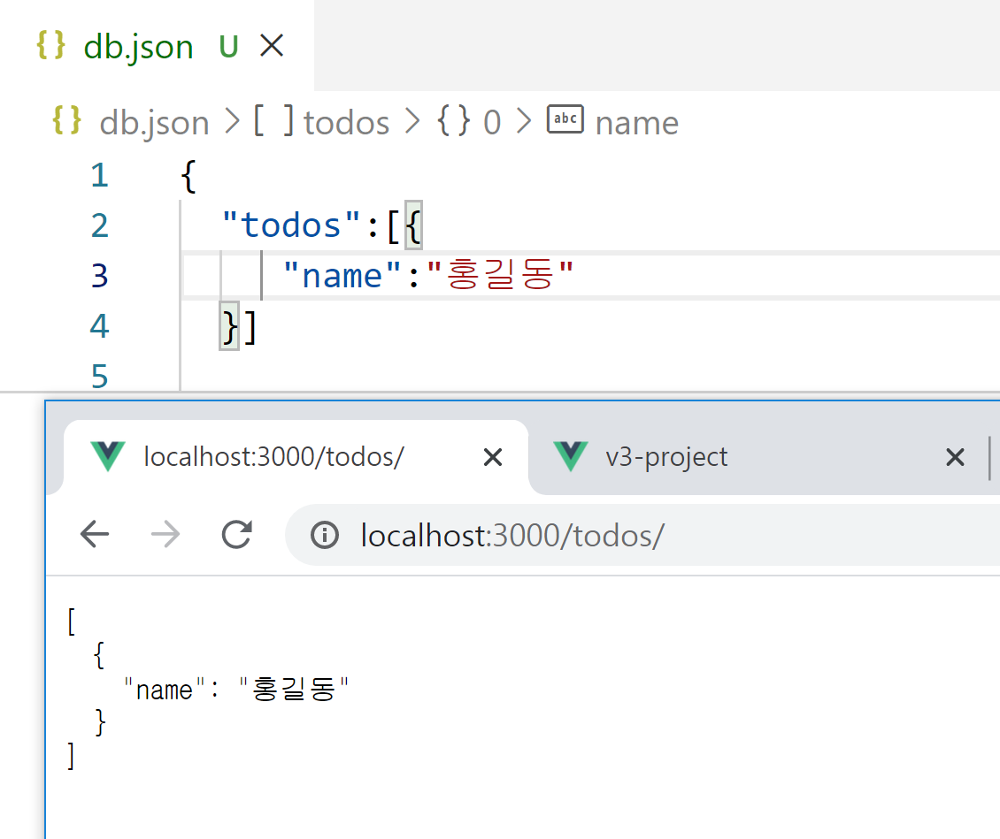 {} db.json U ×
{} db.json > [ ] todos > {} 0 > abc name
1 {
2 "todos":[{
3 "name":"홍길동"
4 }]
5
localhost:3000/todos/ × v3-project ×
localhost:3000/todos/
[
{
"name": "홍길동"
}
]